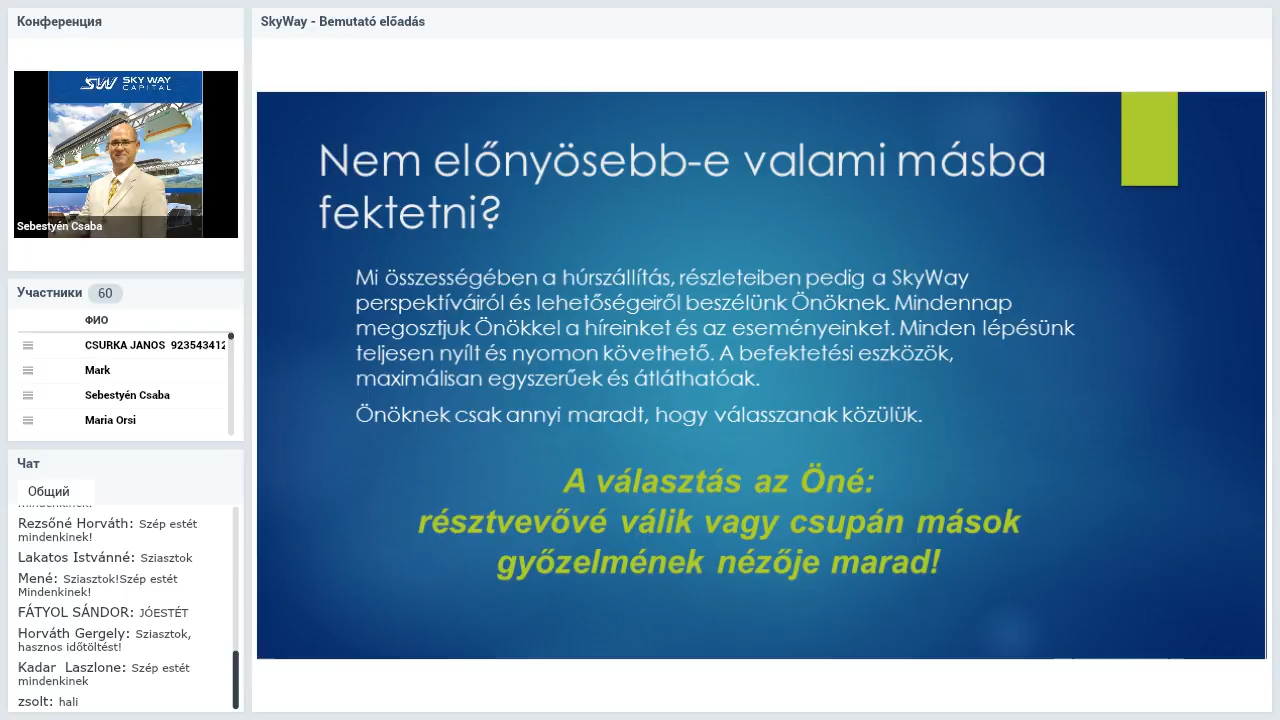 Конференция
SKY WAY
CAPITAL
Sebestyén Csaba
Участники 60
ФИО
CSURKA JANOS 923543412
Mark
Sebestyén Csaba
Maria Orsi
Чат
Общий
mindenkinek!
Rezsőné Horváth: Szép estét
mindenkinek!
Lakatos Istvánné: Sziasztok
Mené: Sziasztok!Szép estét
Mindenkinek!
FÁTYOL SÁNDOR: JÓESTÉT
Horváth Gergely: Sziasztok,
hasznos időtöltést!
Kadar Laszlone: Szép estét
mindenkinek
zsolt: hali
SkyWay - Bemutató előadás
Nem előnyösebb-e valami másba
fektetni?
Mi összességében a húrszállítás, részleteiben pedig a SkyWay
perspektíváiról és lehetőségeiről beszélünk Önöknek. Mindennap
megosztjuk Önökkel a híreinket és az eseményeinket. Minden lépésünk
teljesen nyílt és nyomon követhető. A befektetési eszközök,
maximálisan egyszerűek és átláthatóak.
Önöknek csak annyi maradt, hogy válasszanak közülük.
A választás az Öné:
résztvevővé válik vagy csupán mások
győzelmének nézője marad!